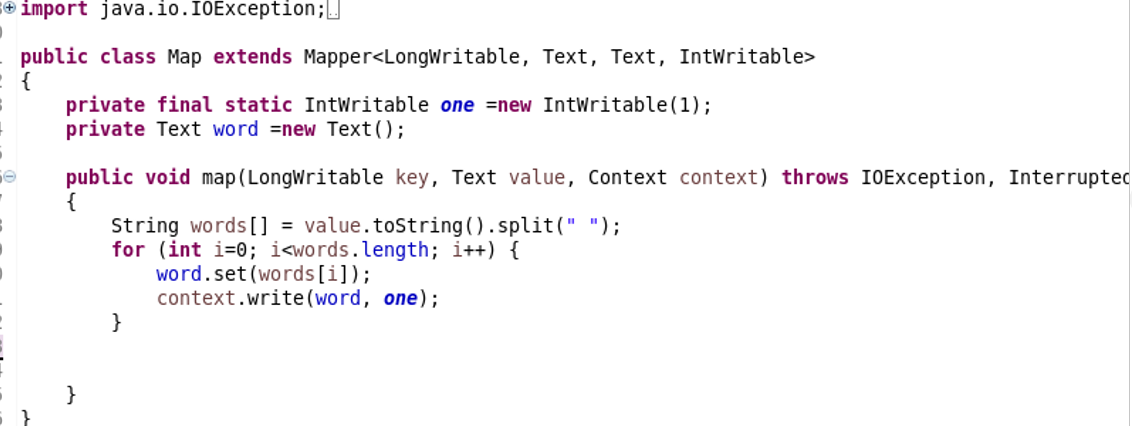 import java.io.IOException;
public class Map extends Mapper<LongWritable, Text, Text, IntWritable>
{
    private final static IntWritable one =new IntWritable(1);
    private Text word =new Text();
    public void map(LongWritable key, Text value, Context context) throws IOException, Interrupted
    {
        String words[] = value.toString().split(" ");
        for (int i=0; i<words.length; i++) {
            word.set(words[i]);
            context.write(word, one);
        }
    }
}